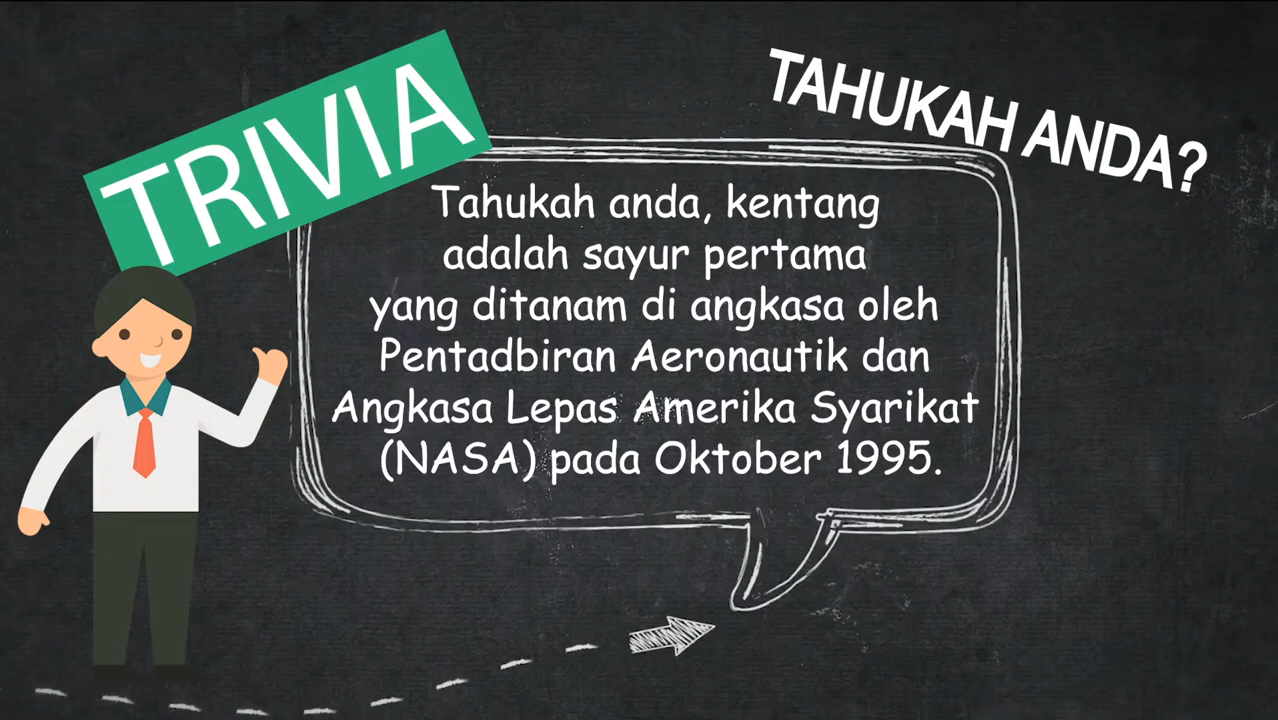 TRIVIA
TAHUKAH ANDA?
Tahukah anda, kentang
adalah sayur pertama
yang ditanam di angkasa oleh
Pentadbiran Aeronautik dan
Angkasa Lepas Amerika Syarikat
(NASA) pada Oktober 1995.